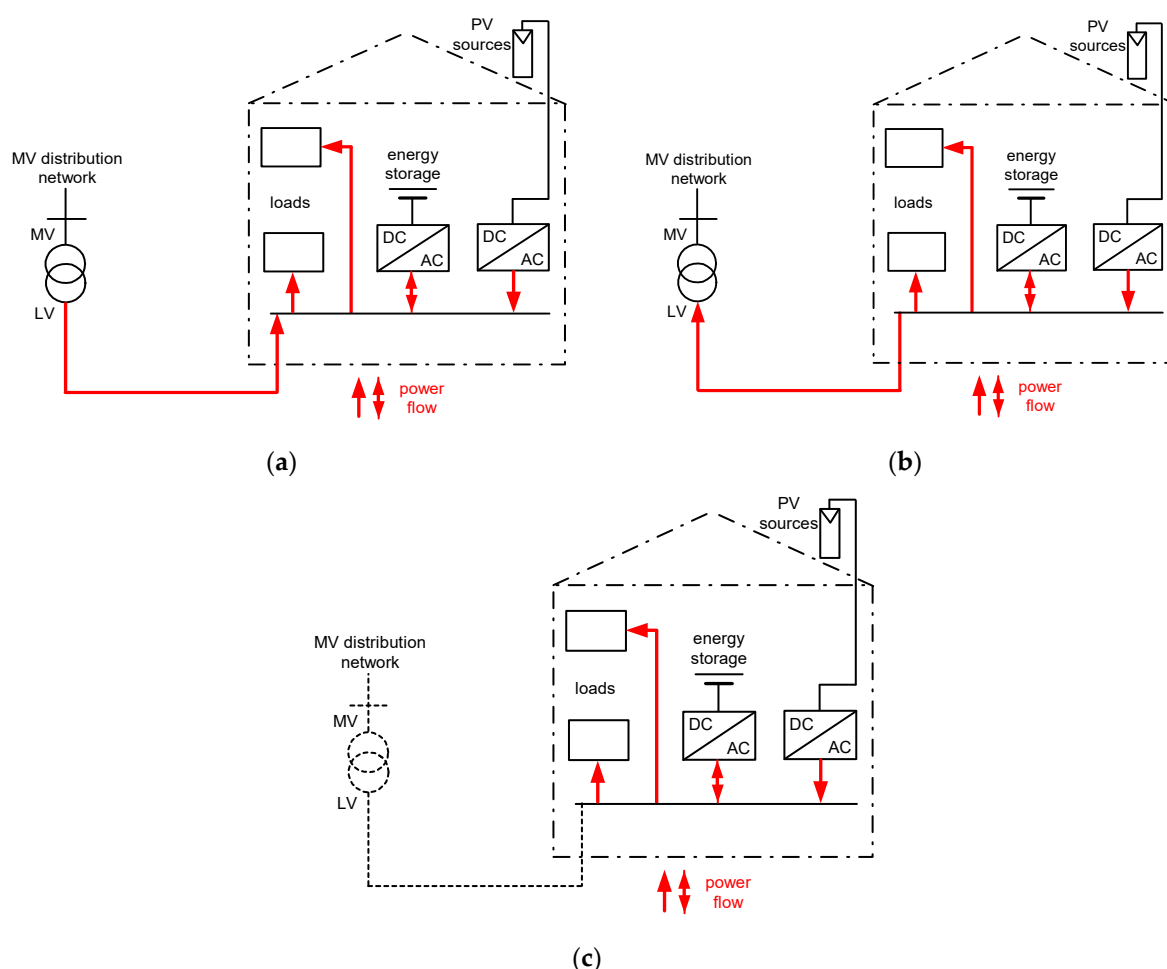 PV
sources
MV distribution
network
energy
storage
loads
MV
DC
AC
DC
AC
LV
power
flow
(a)
PV
sources
MV distribution
network
energy
storage
loads
MV
DC
AC
DC
AC
LV
power
flow
(b)
PV
sources
MV distribution
network
energy
storage
loads
MV
DC
AC
DC
AC
LV
power
flow
(c)